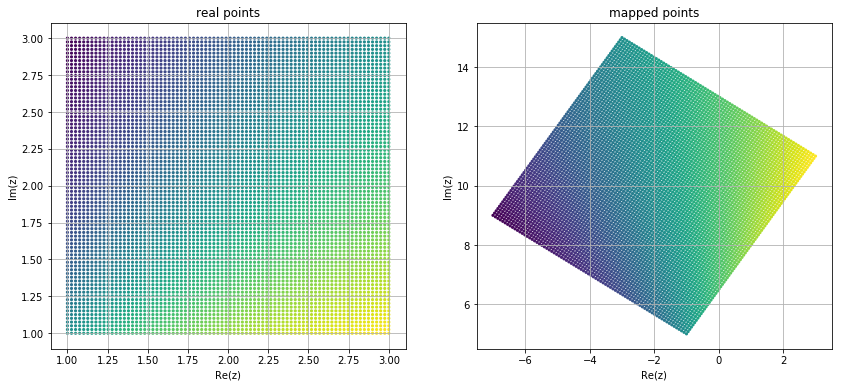 real points
3.00
2.75
2.50
2.25
2.00
1.75
1.50
1.25
1.00
Im(z)
1.00 1.25 1.50 1.75 2.00 2.25 2.50 2.75 3.00
Re(z)
mapped points
14
12
10
8
6
Im(z)
−6 −4 −2 0 2
Re(z)